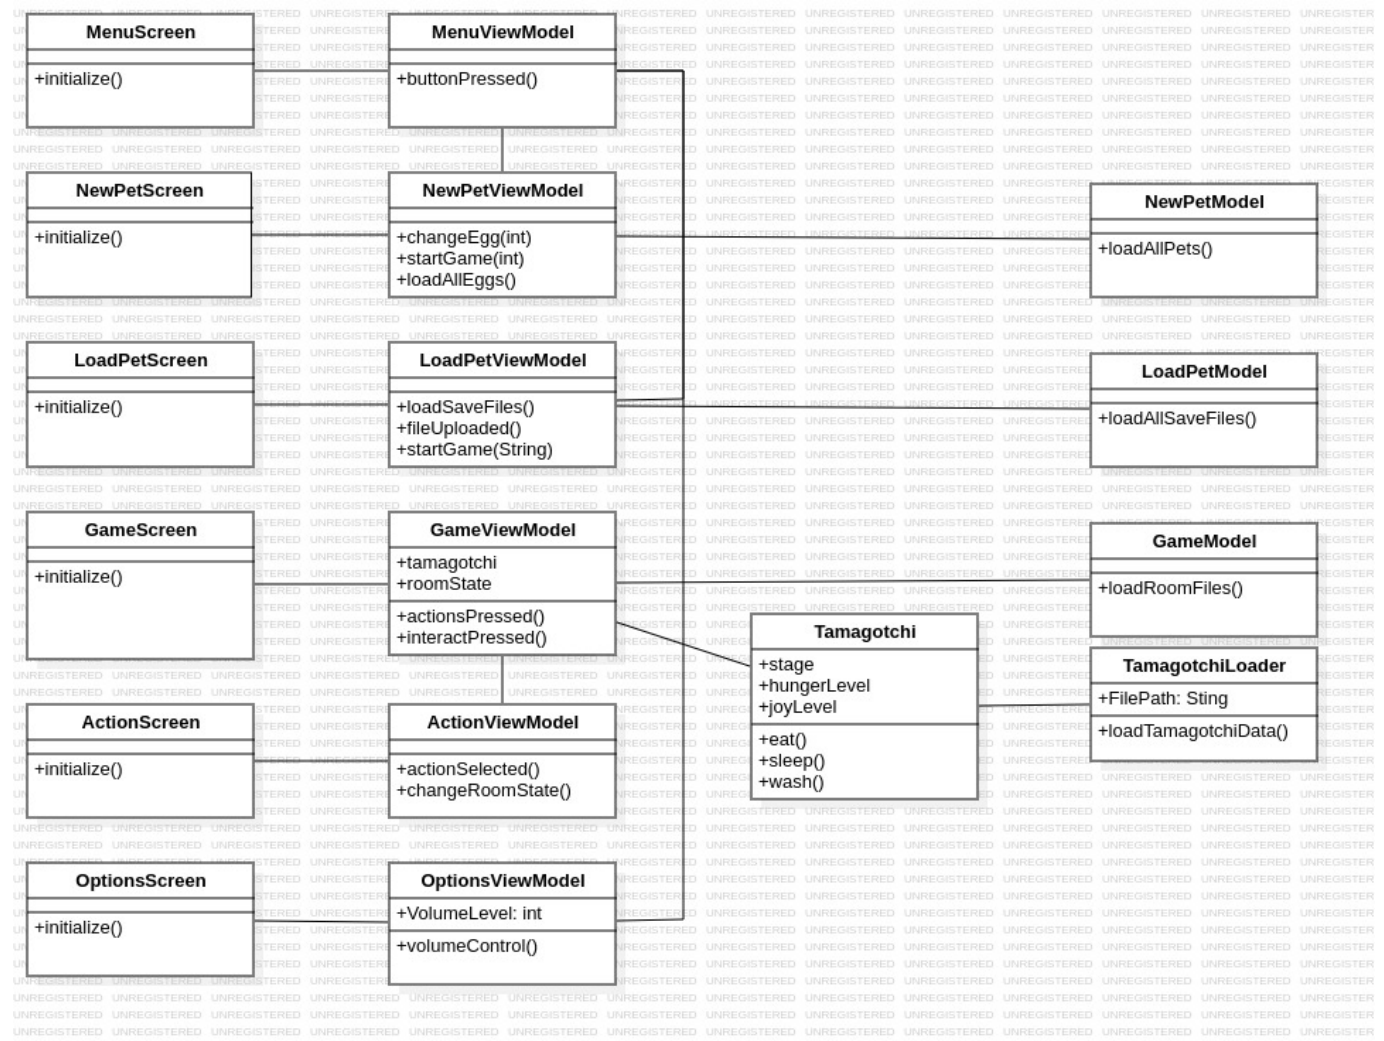 MenuScreen
+initialize()
MenuViewModel
+buttonPressed()
NewPetScreen
+initialize()
NewPetViewModel
+changeEgg(int)
+startGame(int)
+loadAllEggs()
NewPetModel
+loadAllPets()
LoadPetScreen
+initialize()
LoadPetViewModel
+loadSaveFiles()
+fileUploaded()
+startGame(String)
LoadPetModel
+loadAllSaveFiles()
GameScreen
+initialize()
GameViewModel
+tamagotchi
+roomState
+actionsPressed()
+interactPressed()
GameModel
+loadRoomFiles()
Tamagotchi
+stage
+hungerLevel
+joyLevel
+eat()
+sleep()
+wash()
TamagotchiLoader
+FilePath: Sting
+loadTamagotchiData()
ActionScreen
+initialize()
ActionViewModel
+actionSelected()
+changeRoomState()
OptionsScreen
+initialize()
OptionsViewModel
+VolumeLevel: int
+volumeControl()
UNREGISTERED